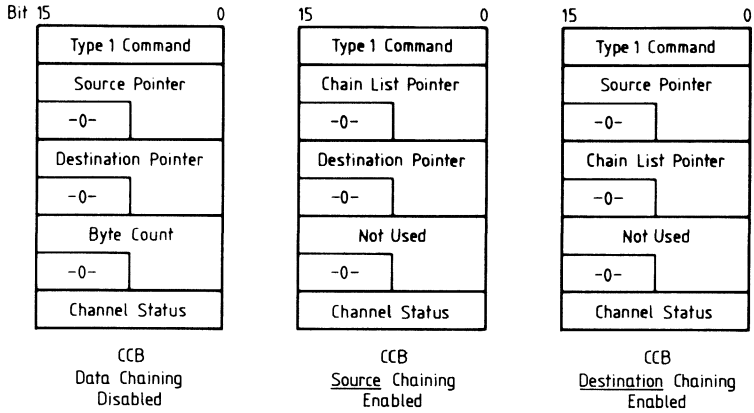 Bit 15 0
Type 1 Command
Source Pointer
-0-
Destination Pointer
-0-
Byte Count
-0-
Channel Status
CCB
Data Chaining
Disabled
15 0
Type 1 Command
Chain List Pointer
-0-
Destination Pointer
-0-
Not Used
-0-
Channel Status
CCB
Source Chaining
Enabled
15 0
Type 1 Command
Source Pointer
-0-
Chain List Pointer
-0-
Not Used
-0-
Channel Status
CCB
Destination Chaining
Enabled